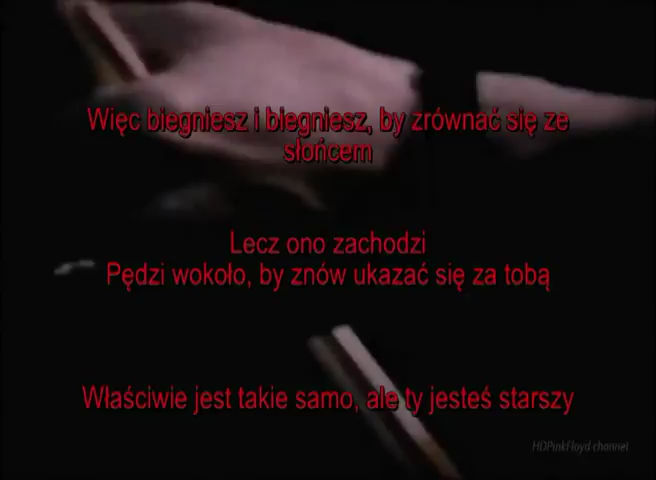 Więc biegniesz i biegniesz, by zrównać się ze
słońcem
Lecz ono zachodzi
Pędzi wokoło, by znów ukazać się za tobą
Właściwie jest takie samo, ale ty jesteś starszy
HDPinkFloyd channel